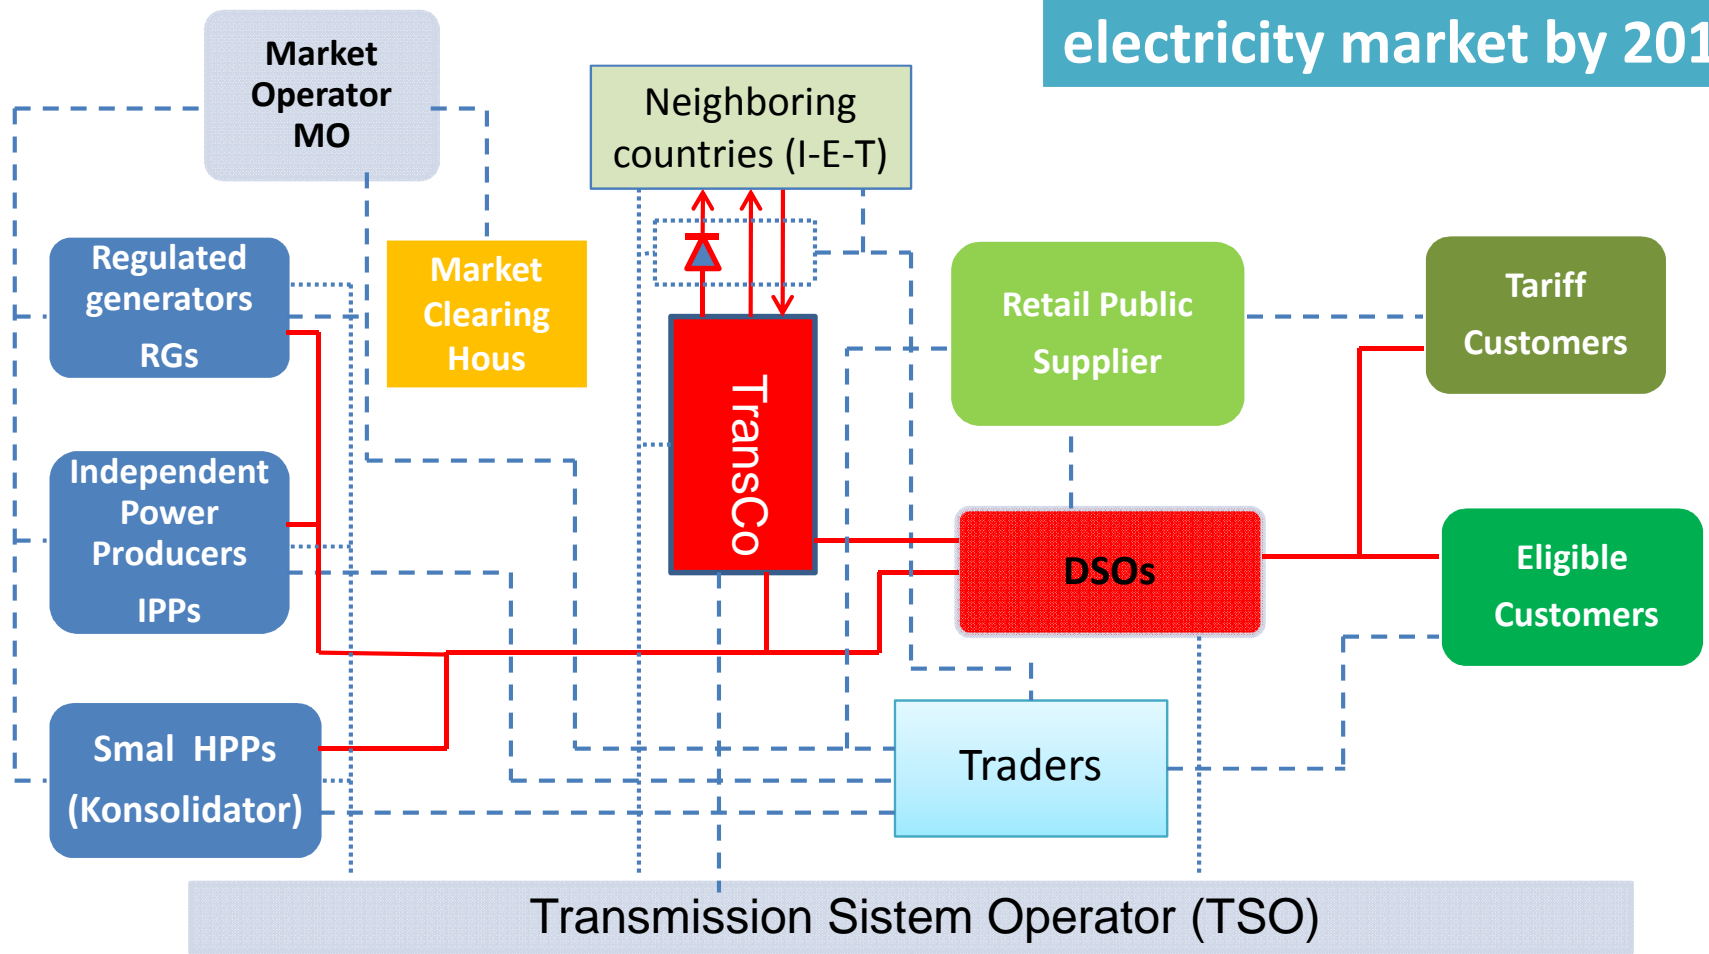 electricity market by 201
Market
Operator
MO
Neighboring
countries (I-E-T)
Regulated
generators
RGs
Market
Clearing
Hous
Retail Public
Supplier
Tariff
Customers
TransCo
Independent
Power
Producers
IPPs
DSOs
Eligible
Customers
Smal HPPs
(Konsolidator)
Traders
Transmission Sistem Operator (TSO)